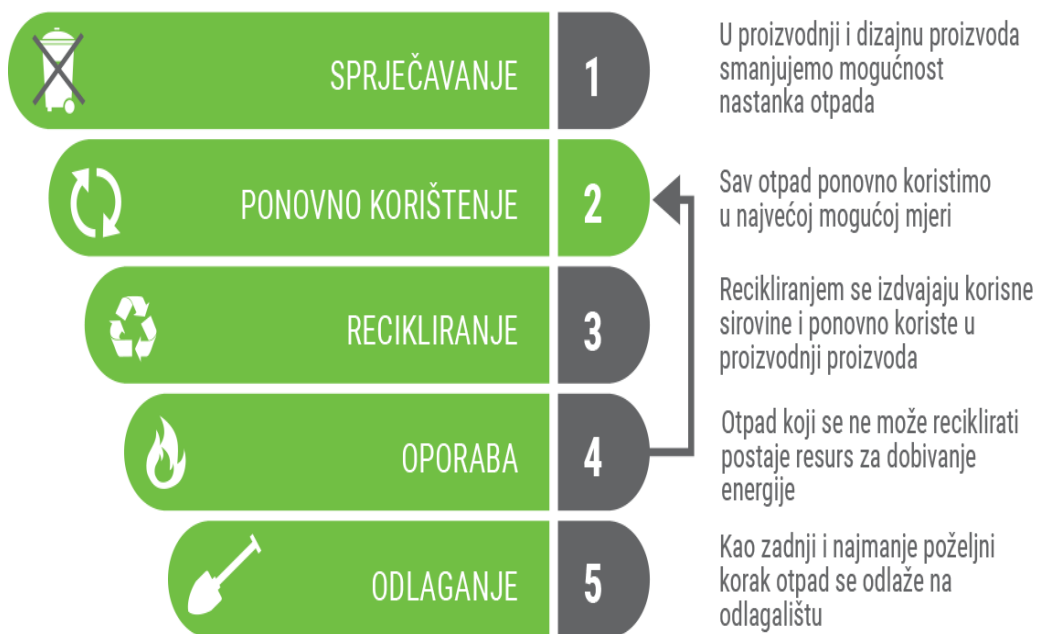 SPRJEČAVANJE
1
U proizvodnji i dizajnu proizvoda
smanjujemo mogućnost
nastanka otpada
PONOVNO KORIŠTENJE
2
Sav otpad ponovno koristimo
u najvećoj mogućoj mjeri
RECIKLIRANJE
3
Recikliranjem se izdvajaju korisne
sirovine i ponovno koriste u
proizvodnji proizvoda
OPORABA
4
Otpad koji se ne može reciklirati
postaje resurs za dobivanje
energije
ODLAGANJE
5
Kao zadnji i najmanje poželjni
korak otpad se odlaže na
odlagalištu